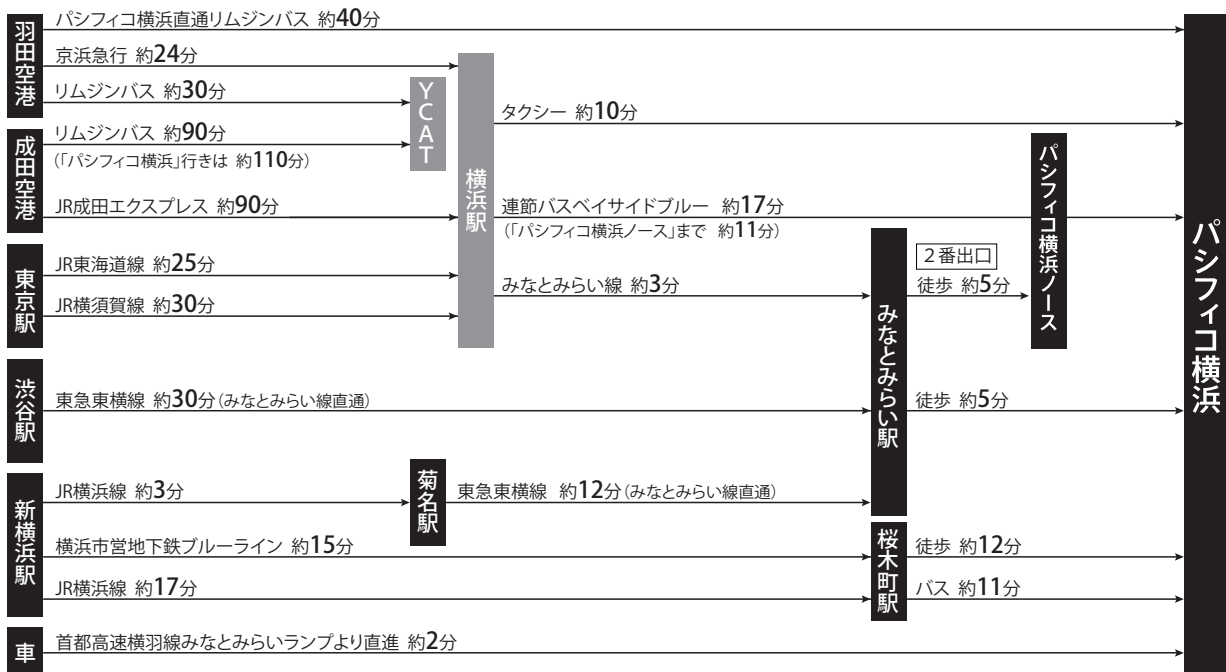 羽田空港
パシフィコ横浜直通リムジンバス 約40分
京浜急行 約24分
リムジンバス 約30分
YCAT
成田空港
リムジンバス 約90分
(「パシフィコ横浜」行きは 約110分)
JR成田エクスプレス 約90分
横浜駅
タクシー 約10分
連節バスベイサイドブルー 約17分
(「パシフィコ横浜ノース」まで 約11分)
みなとみらい線 約3分
東京駅
JR東海道線 約25分
JR横須賀線 約30分
みなとみらい駅
2番出口
徒歩 約5分
パシフィコ横浜ノース
渋谷駅
東急東横線 約30分(みなとみらい線直通)
徒歩 約5分
新横浜駅
JR横浜線 約3分
菊名駅
東急東横線 約12分(みなとみらい線直通)
横浜市営地下鉄ブルーライン 約15分
JR横浜線 約17分
桜木町駅
徒歩 約12分
バス 約11分
車
首都高速横羽線みなとみらいランプより直進 約2分
パシフィコ横浜